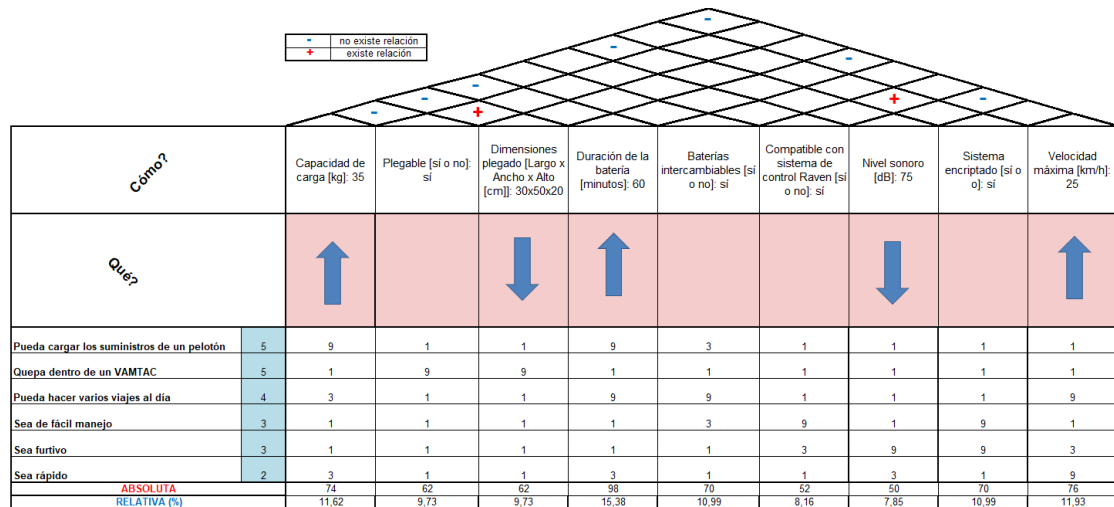 - no existe relación
+ existe relación
-
-
-
-
-
+
-
-
-
+
Cómo?
Capacidad de
carga [kg]: 35
Plegable [sí o no]:
sí
Dimensiones
plegado [Largo x
Ancho x Alto
[cm]]: 30x50x20
Duración de la
batería
[minutos]: 60
Baterías
intercambiables [sí
o no]: sí
Compatible con
sistema de
control Raven [sí
o no]: sí
Nivel sonoro
[dB]: 75
Sistema
encriptado [sí o
o]: sí
Velocidad
máxima [km/h]:
25
Qué?
Pueda cargar los suministros de un pelotón 5 9 1 1 9 3 1 1 1 1
Quepa dentro de un VAMTAC 5 1 9 9 1 1 1 1 1 1
Pueda hacer varios viajes al día 4 3 1 1 9 9 1 1 1 9
Sea de fácil manejo 3 1 1 1 1 3 9 1 9 1
Sea furtivo 3 1 1 1 1 1 3 9 9 3
Sea rápido 2 3 1 1 3 1 1 3 1 9
ABSOLUTA 74 62 62 98 70 52 50 70 76
RELATIVA (%) 11,62 9,73 9,73 15,38 10,99 8,16 7,85 10,99 11,93